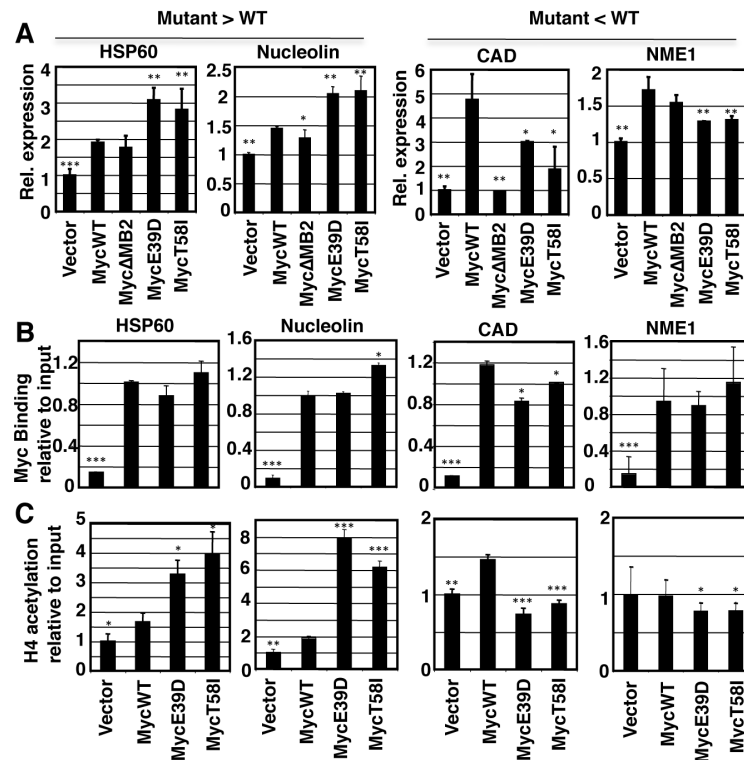 Mutant > WT
Mutant < WT
A
HSP60
Nucleolin
CAD
NME1
Rel. expression
4
3
2
1
0
***
**
**
Vector
MycWT
MycΔMB2
MycE39D
MycT58I
2.5
2
1.5
1
0.5
0
**
*
**
**
Vector
MycWT
MycΔMB2
MycE39D
MycT58I
Rel. expression
6
5
4
3
2
1
0
**
**
*
*
Vector
MycWT
MycΔMB2
MycE39D
MycT58I
2
1.5
1
0.5
0
**
**
**
Vector
MycWT
MycΔMB2
MycE39D
MycT58I
B
HSP60
Nucleolin
CAD
NME1
Myc Binding
relative to input
1.2
0.8
0.4
0
***
1.6
1.2
0.8
0.4
0
***
*
1.2
0.8
0.4
0
***
*
*
1.6
1.2
0.8
0.4
0
***
C
H4 acetylation
relative to input
5
4
3
2
1
0
*
*
*
Vector
MycWT
MycE39D
MycT58I
8
6
4
2
0
**
***
***
Vector
MycWT
MycE39D
MycT58I
2
1
0
**
***
***
Vector
MycWT
MycE39D
MycT58I
2
1
0
*
*
Vector
MycWT
MycE39D
MycT58I